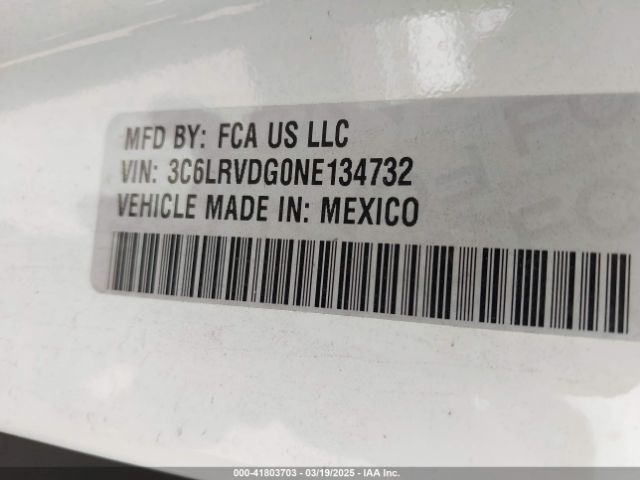 MFD BY: FCA US LLC
VIN: 3C6LRVDG0NE134732
VEHICLE MADE IN: MEXICO
000-41803703 - 03/19/2025 - IAA Inc.